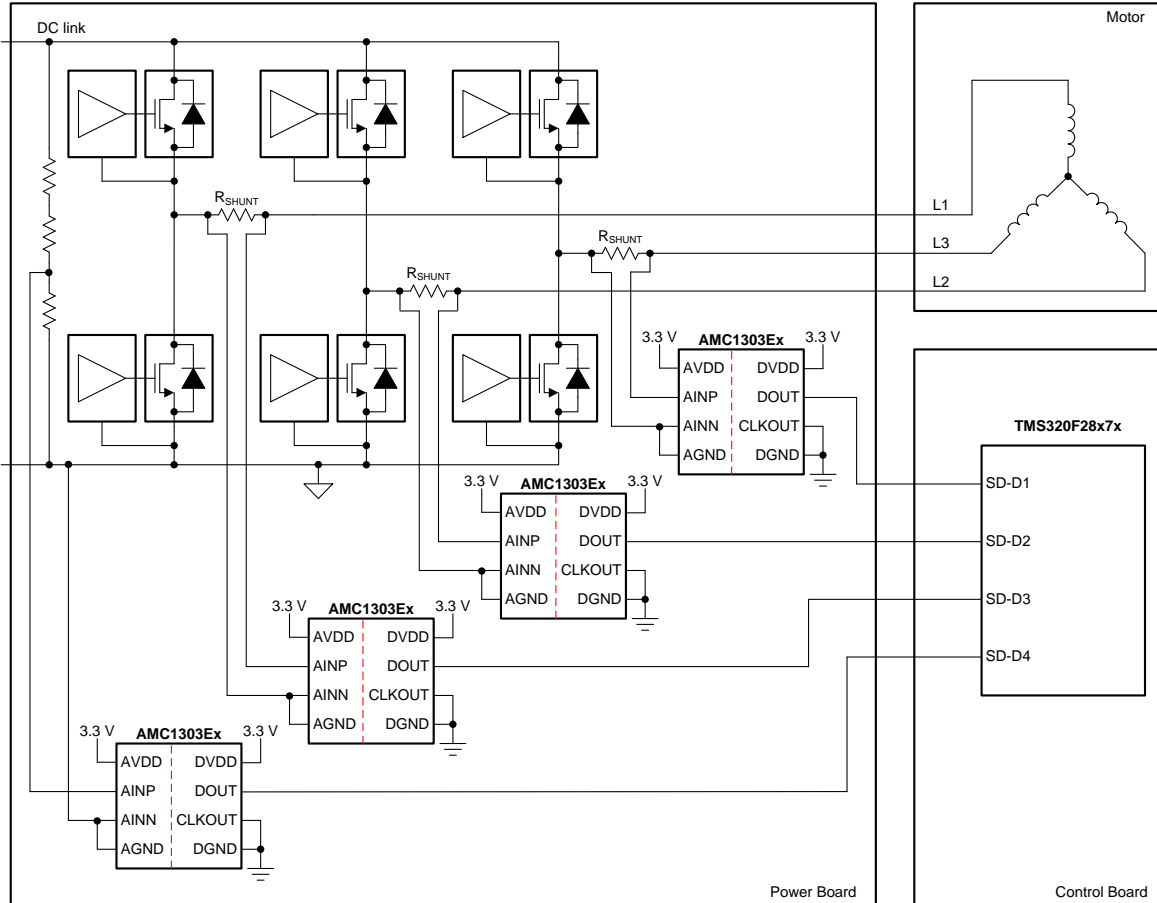 DC link
Motor
R_SHUNT
L1
R_SHUNT
L3
R_SHUNT
L2
3.3 V
AMC1303Ex
3.3 V
AVDD
DVDD
AINP
DOUT
AINN
CLKOUT
AGND
DGND
TMS320F28x7x
SD-D1
SD-D2
SD-D3
SD-D4
3.3 V
AMC1303Ex
3.3 V
AVDD
DVDD
AINP
DOUT
AINN
CLKOUT
AGND
DGND
3.3 V
AMC1303Ex
3.3 V
AVDD
DVDD
AINP
DOUT
AINN
CLKOUT
AGND
DGND
3.3 V
AMC1303Ex
3.3 V
AVDD
DVDD
AINP
DOUT
AINN
CLKOUT
AGND
DGND
Power Board
Control Board